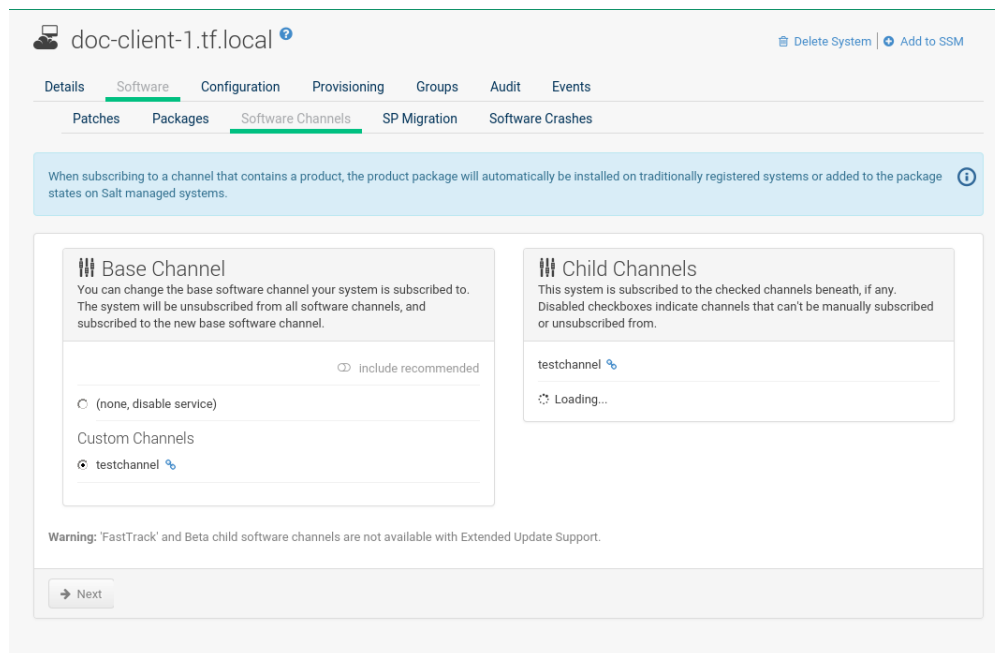 doc-client-1.tf.local ?
Delete System | Add to SSM
Details Software Configuration Provisioning Groups Audit Events
Patches Packages Software Channels SP Migration Software Crashes
When subscribing to a channel that contains a product, the product package will automatically be installed on traditionally registered systems or added to the package
states on Salt managed systems.
Base Channel
You can change the base software channel your system is subscribed to.
The system will be unsubscribed from all software channels, and
subscribed to the new base software channel.
include recommended
(none, disable service)
Custom Channels
testchannel
Child Channels
This system is subscribed to the checked channels beneath, if any.
Disabled checkboxes indicate channels that can't be manually subscribed
or unsubscribed from.
testchannel
Loading...
Warning: 'FastTrack' and Beta child software channels are not available with Extended Update Support.
Next